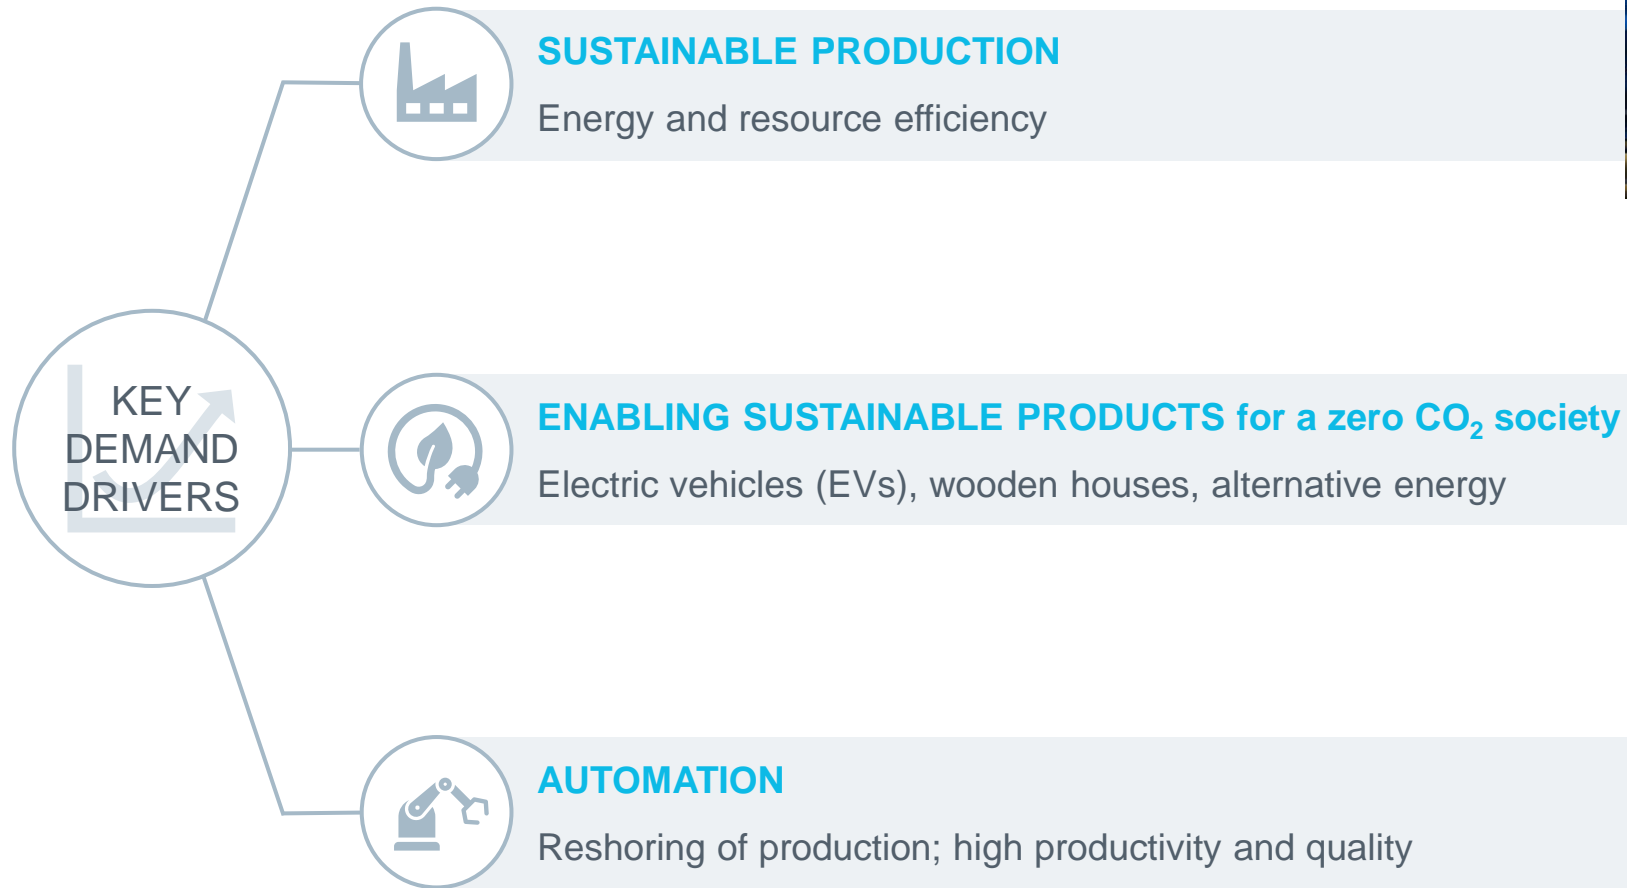 SUSTAINABLE PRODUCTION
Energy and resource efficiency
KEY
DEMAND
DRIVERS
ENABLING SUSTAINABLE PRODUCTS for a zero CO₂ society
Electric vehicles (EVs), wooden houses, alternative energy
AUTOMATION
Reshoring of production; high productivity and quality